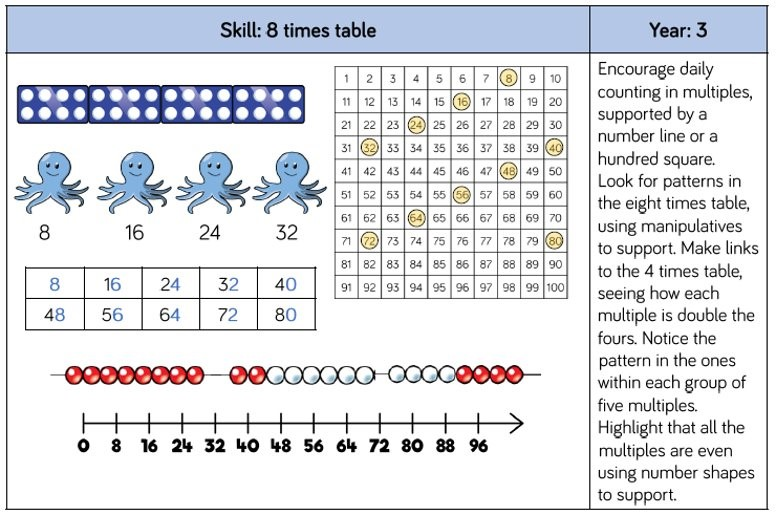 Skill: 8 times table
Year: 3
1 2 3 4 5 6 7 8 9 10
11 12 13 14 15 16 17 18 19 20
21 22 23 24 25 26 27 28 29 30
31 32 33 34 35 36 37 38 39 40
41 42 43 44 45 46 47 48 49 50
51 52 53 54 55 56 57 58 59 60
61 62 63 64 65 66 67 68 69 70
71 72 73 74 75 76 77 78 79 80
81 82 83 84 85 86 87 88 89 90
91 92 93 94 95 96 97 98 99 100
8 16 24 32
8 16 24 32 40
48 56 64 72 80
0 8 16 24 32 40 48 56 64 72 80 88 96
Encourage daily
counting in multiples,
supported by a
number line or a
hundred square.
Look for patterns in
the eight times table,
using manipulatives
to support. Make links
to the 4 times table,
seeing how each
multiple is double the
fours. Notice the
pattern in the ones
within each group of
five multiples.
Highlight that all the
multiples are even
using number shapes
to support.